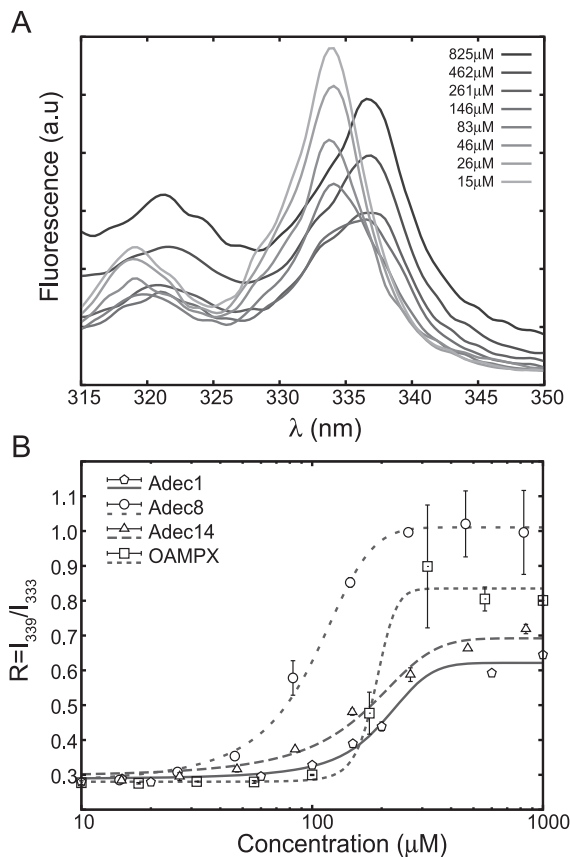 A
Fluorescence (a.u)
825μM
462μM
261μM
146μM
83μM
46μM
26μM
15μM
315 320 325 330 335 340 345 350
λ (nm)
B
R=I339/I333
Adec1
Adec8
Adec14
OAMPX
1.1
1.0
0.9
0.8
0.7
0.6
0.5
0.4
0.3
10 100 1000
Concentration (μM)